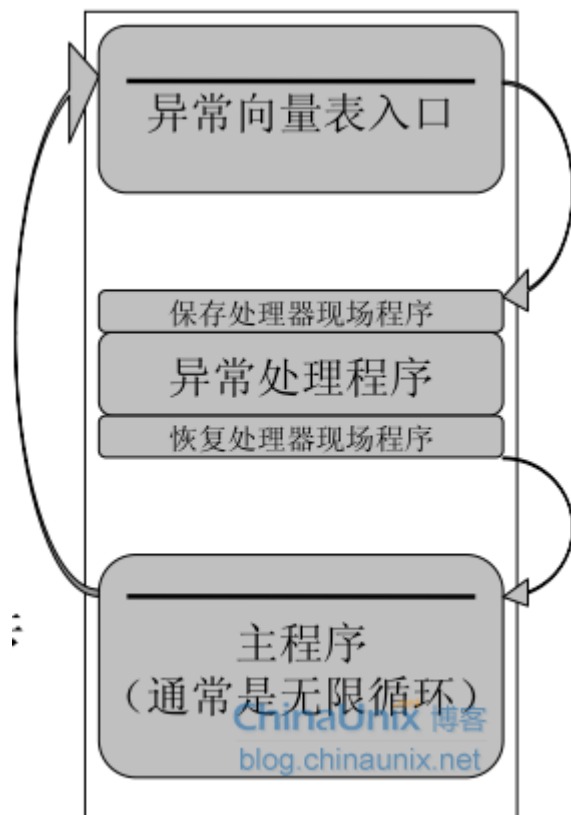 异常向量表入口
保存处理器现场程序
异常处理程序
恢复处理器现场程序
主程序
（通常是无限循环）
ChinaUnix 博客
blog.chinaunix.net